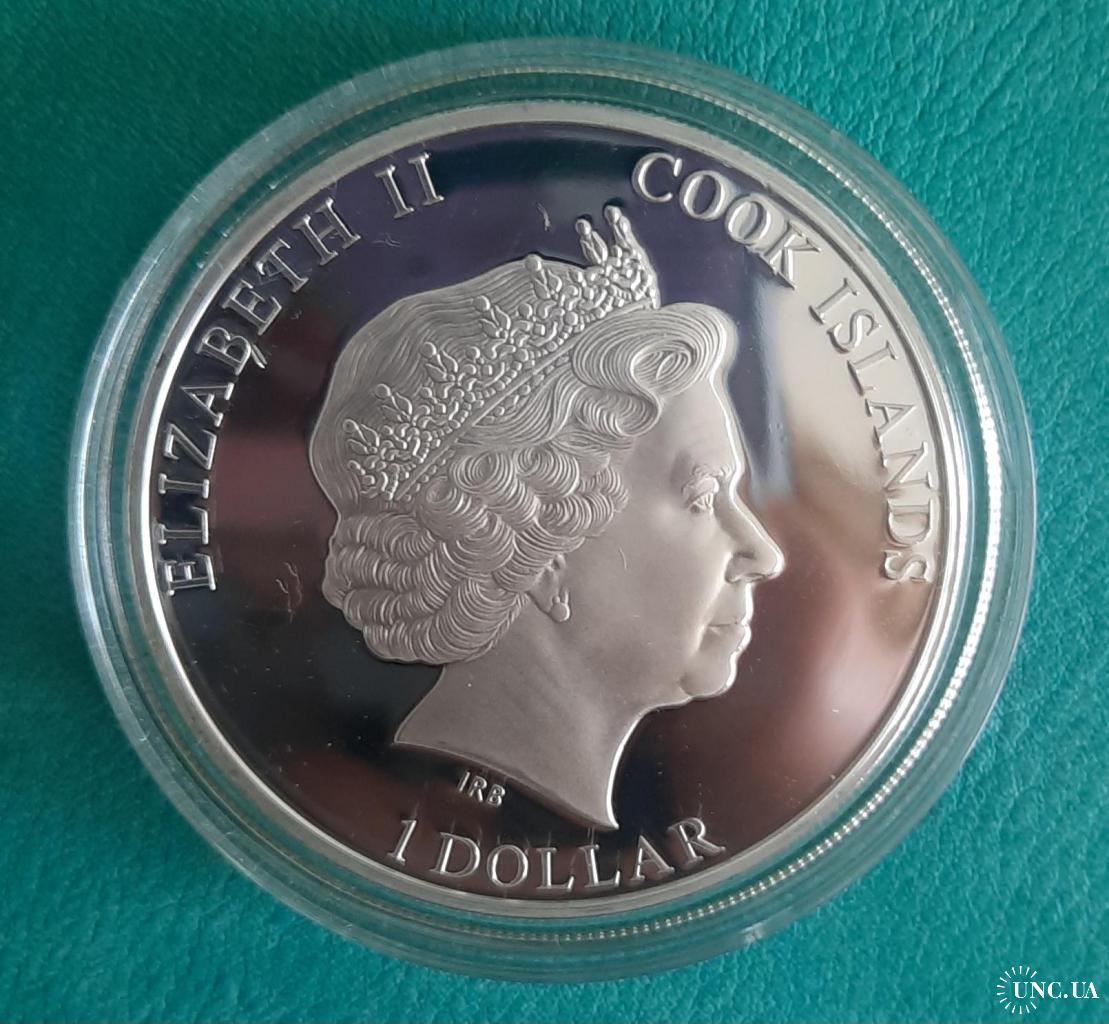 ELIZABETH II
COOK ISLANDS
IRB
1 DOLLAR
UNC.UA